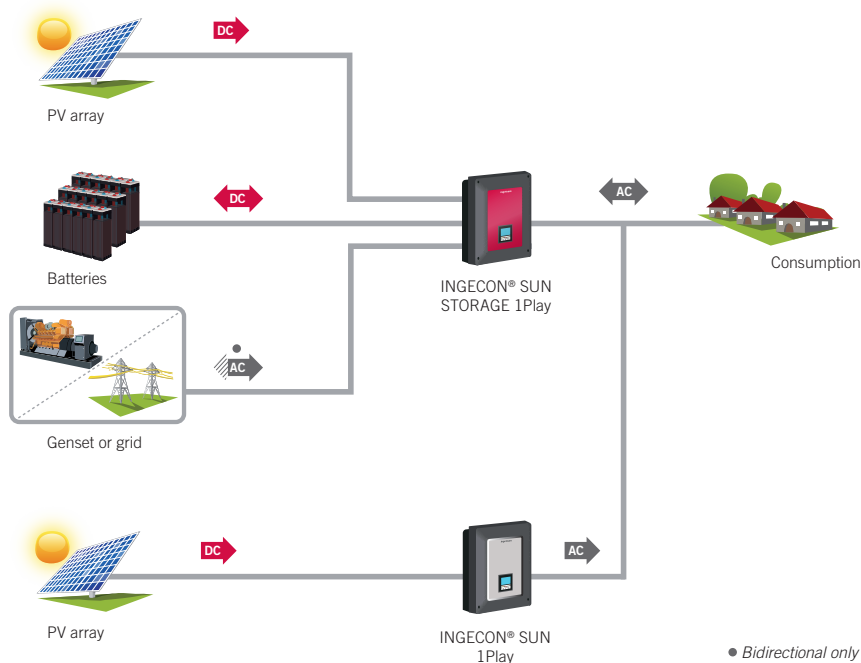 DC
PV array
DC
AC
Batteries
INGECON® SUN
STORAGE 1Play
Consumption
AC
Genset or grid
DC
AC
PV array
INGECON® SUN
1Play
● Bidirectional only